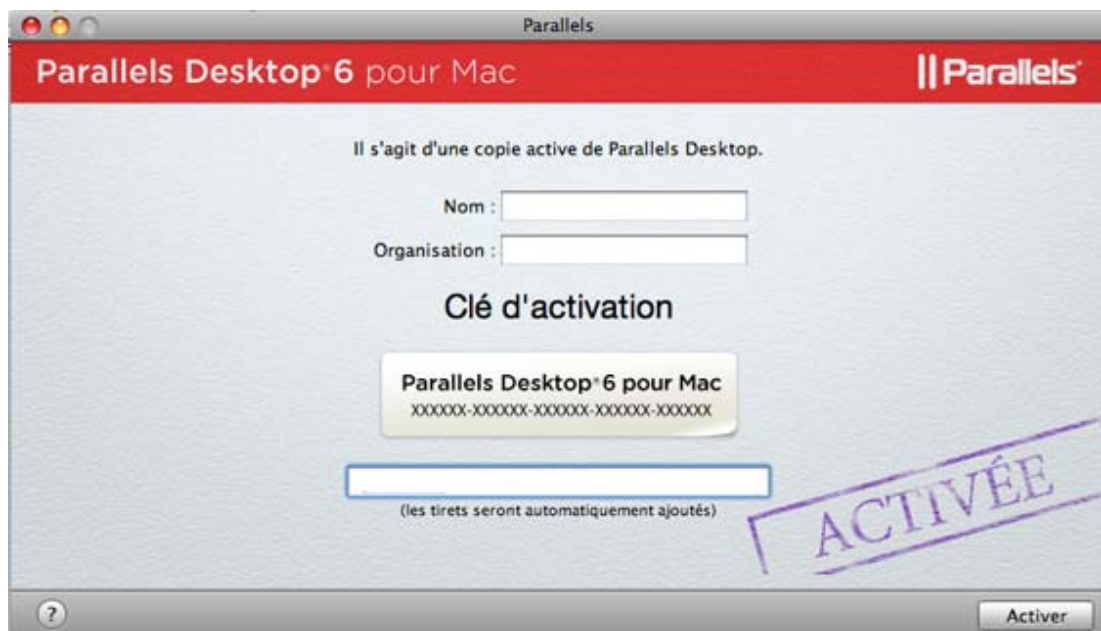 Parallels
Parallels Desktop®6 pour Mac
Parallels®
Il s'agit d'une copie active de Parallels Desktop.
Nom :
Organisation :
Clé d'activation
Parallels Desktop®6 pour Mac
XXXXXX-XXXXXX-XXXXXX-XXXXXX-XXXXXX
(les tirets seront automatiquement ajoutés)
ACTIVÉE
?
Activer